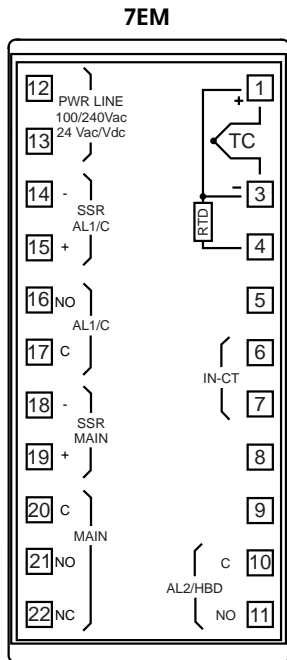 7EM
12
PWR LINE
100/240Vac
24 Vac/Vdc
13
14 -
SSR
AL1/C
15 +
16 NO
AL1/C
17 C
18 -
SSR
MAIN
19 +
20 C
MAIN
21 NO
22 NC
1
+
TC
-
3
RTD
4
5
6
IN-CT
7
8
9
C 10
AL2/HBD
NO 11